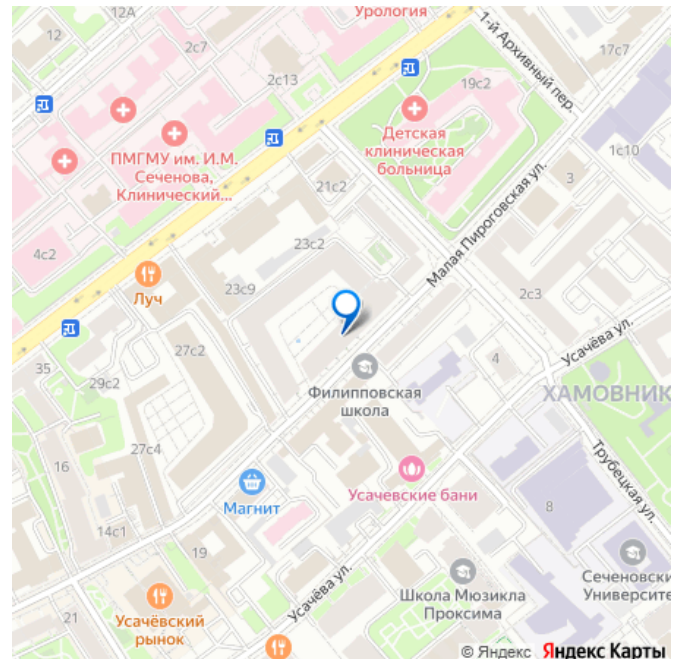 12А
Урология
12
2с7
1-й Архивный пер.
17с7
2с13
19с2
Детская
клиническая
больница
1с10
ПМГМУ им. И.М.
Сеченова,
Клинический...
21с2
3
Малая Пироговская ул.
4с2
23с2
23с9
Луч
2с3
Усачёва ул.
27с2
35
4
29с2
Филипповская
школа
ХАМОВНИК
27с4
16
Усачевские бани
Трубецкая ул.
Магнит
8
14с1
19
Усачёва ул.
Школа Мюзикла
Проксима
Сеченовски
Университе
Усачёвский
рынок
21
© Яндекс Яндекс Карты